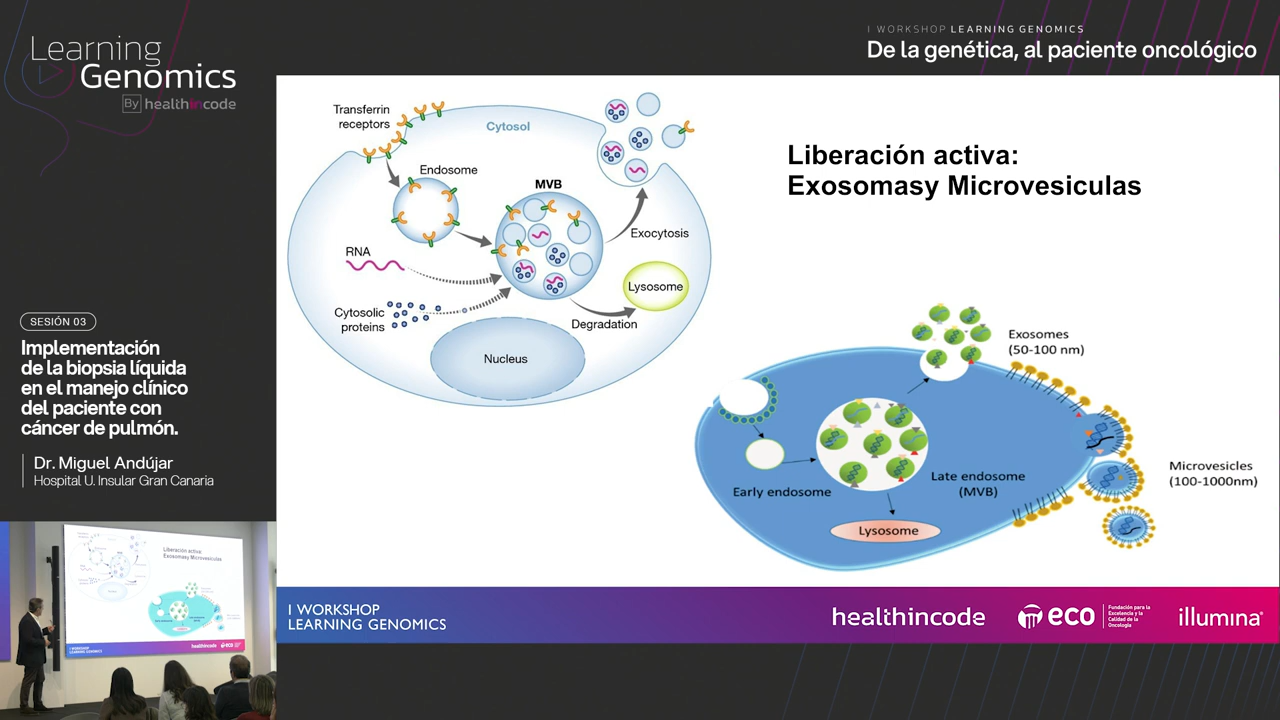 Learning
Genomics
By healthincode
I WORKSHOP LEARNING GENOMICS
De la genética, al paciente oncológico
SESIÓN 03
Implementación
de la biopsia líquida
en el manejo clínico
del paciente con
cáncer de pulmón.
Dr. Miguel Andújar
Hospital U. Insular Gran Canaria
Transferrin
receptors
Cytosol
Endosome
MVB
RNA
Exocytosis
Lysosome
Cytosolic
proteins
Degradation
Nucleus
Liberación activa:
Exosomasy Microvesiculas
Exosomes
(50-100 nm)
Early endosome
Late endosome
(MVB)
Lysosome
Microvesicles
(100-1000nm)
Liberación activa:
Exosomasy Microvesiculas
I WORKSHOP
LEARNING GENOMICS
healthincode
eco
Fundación para la
Excelencia y la
Calidad de la
Oncología
illumina®